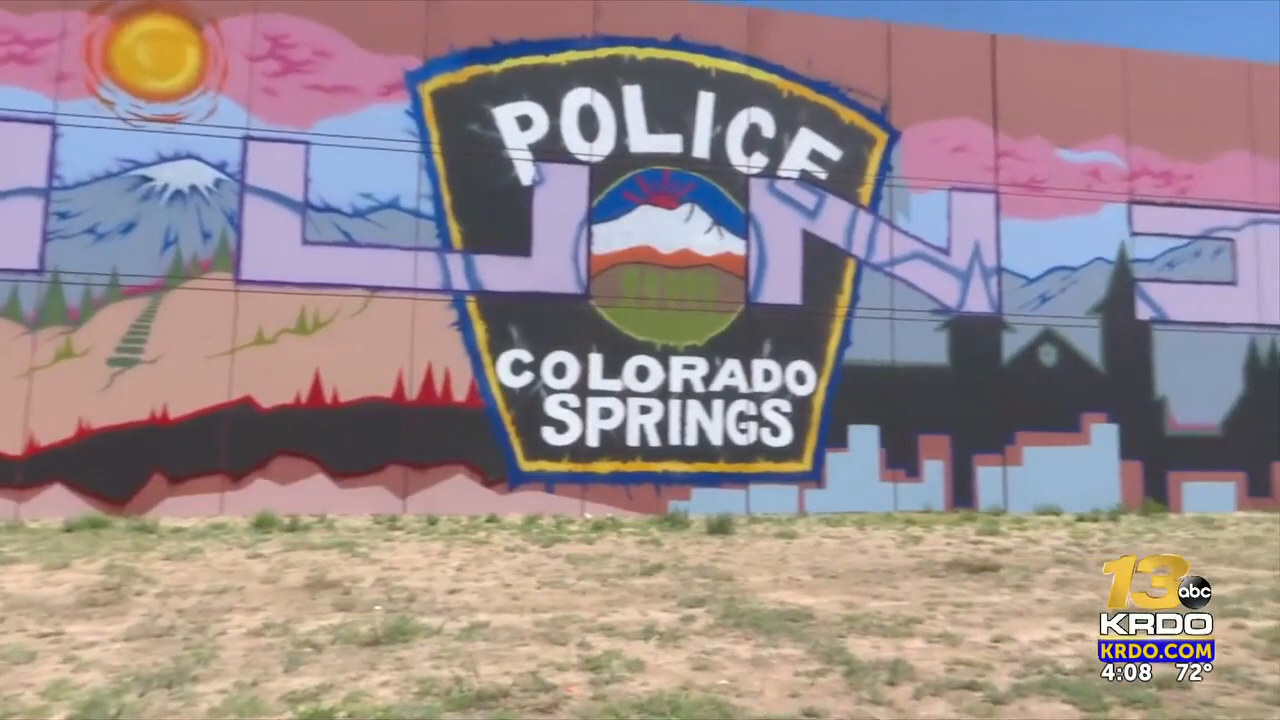 POLICE
COLORADO
SPRINGS
13 abc
KRDO
KRDO.COM
4:08 72°